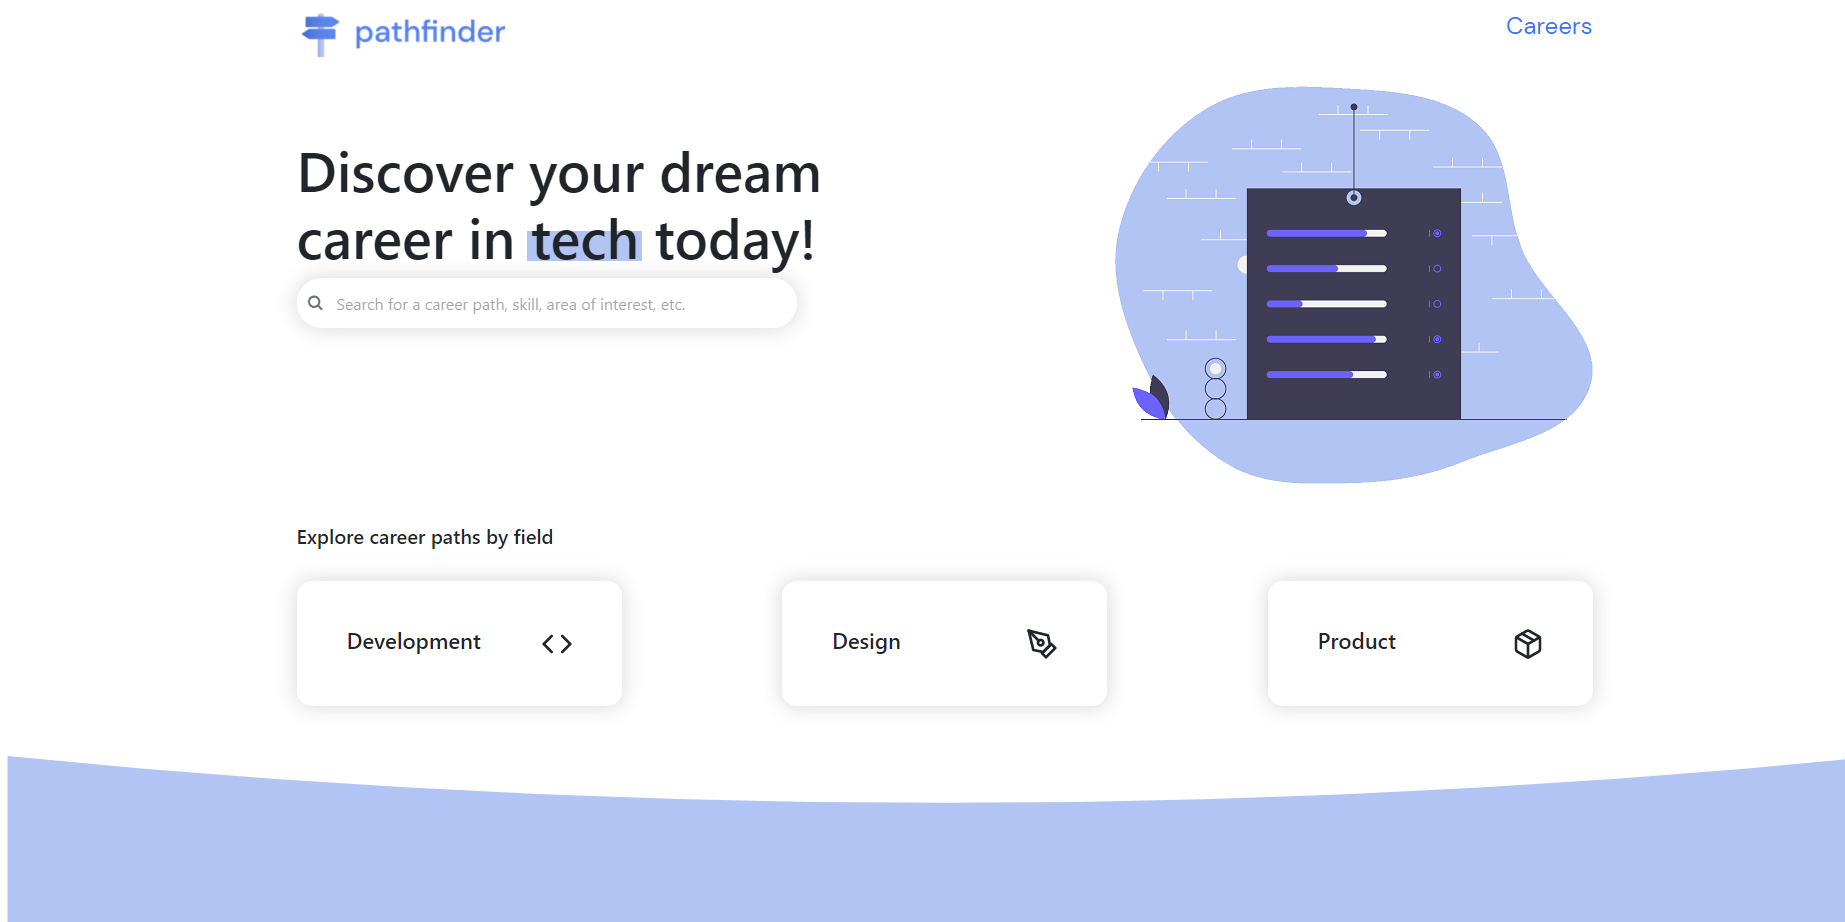 pathfinder
Careers
Discover your dream
career in tech today!
Search for a career path, skill, area of interest, etc.
Explore career paths by field
Development
Design
Product